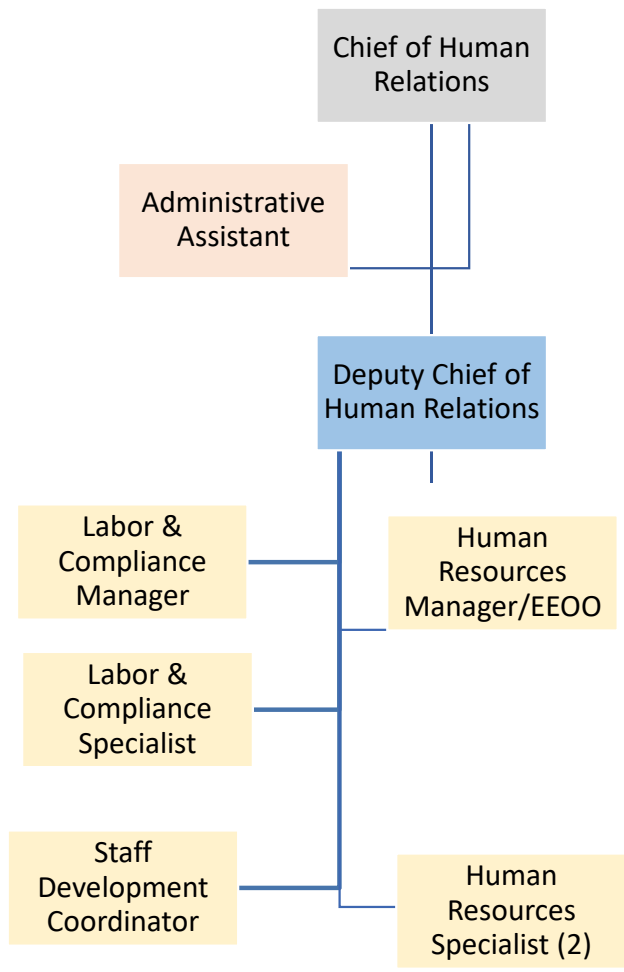 Chief of Human
Relations
Administrative
Assistant
Deputy Chief of
Human Relations
Labor &
Compliance
Manager
Human
Resources
Manager/EEOO
Labor &
Compliance
Specialist
Staff
Development
Coordinator
Human
Resources
Specialist (2)